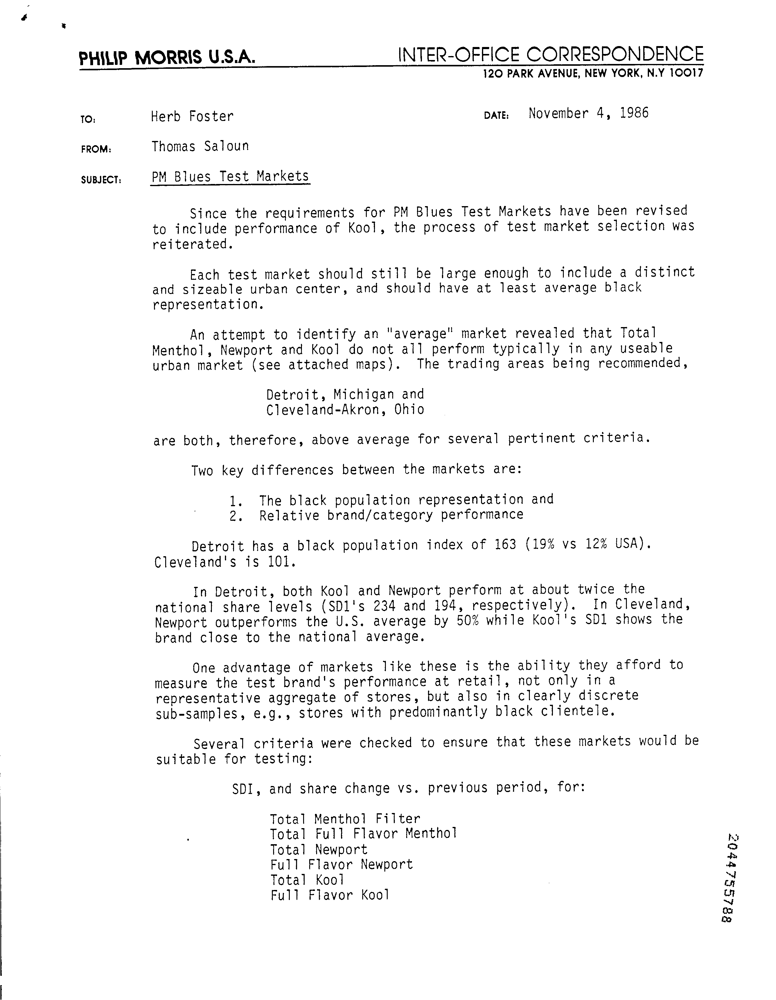 PHILIP MORRIS U.S.A. INTER-OFFICE CORRESPONDENCE
120 PARK AVENUE, NEW YORK, N.Y 10017
TO: Herb Foster DATE: November 4, 1986
FROM: Thomas Saloun
SUBJECT: PM Blues Test Markets
Since the requirements for PM Blues Test Markets have been revised
to include performance of Kool, the process of test market selection was
reiterated.
Each test market should still be large enough to include a distinct
and sizeable urban center, and should have at least average black
representation.
An attempt to identify an "average" market revealed that Total
Menthol, Newport and Kool do not all perform typically in any useable
urban market (see attached maps). The trading areas being recommended,
Detroit, Michigan and
Cleveland-Akron, Ohio
are both, therefore, above average for several pertinent criteria.
Two key differences between the markets are:
1. The black population representation and
2. Relative brand/category performance
Detroit has a black population index of 163 (19% vs 12% USA).
Cleveland's is 101.
In Detroit, both Kool and Newport perform at about twice the
national share levels (SD1's 234 and 194, respectively). In Cleveland,
Newport outperforms the U.S. average by 50% while Kool's SD1 shows the
brand close to the national average.
One advantage of markets like these is the ability they afford to
measure the test brand's performance at retail, not only in a
representative aggregate of stores, but also in clearly discrete
sub-samples, e.g., stores with predominantly black clientele.
Several criteria were checked to ensure that these markets would be
suitable for testing:
SDI, and share change vs. previous period, for:
Total Menthol Filter
Total Full Flavor Menthol
Total Newport
Full Flavor Newport
Total Kool
Full Flavor Kool
2044755788